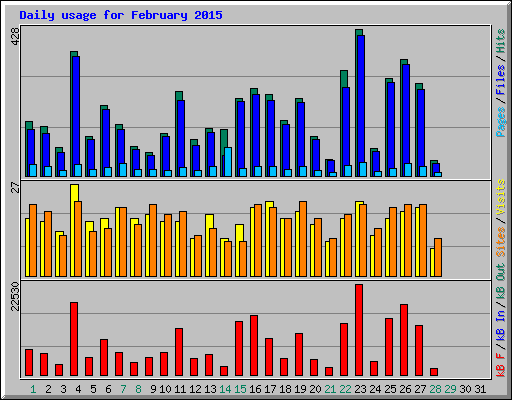 Daily usage for February 2015
428
Pages/Files/Hits
27
Sites/Visits
22530
kB F/kB In/kB Out
1 2 3 4 5 6 7 8 9 10 11 12 13 14 15 16 17 18 19 20 21 22 23 24 25 26 27 28 29 30 31